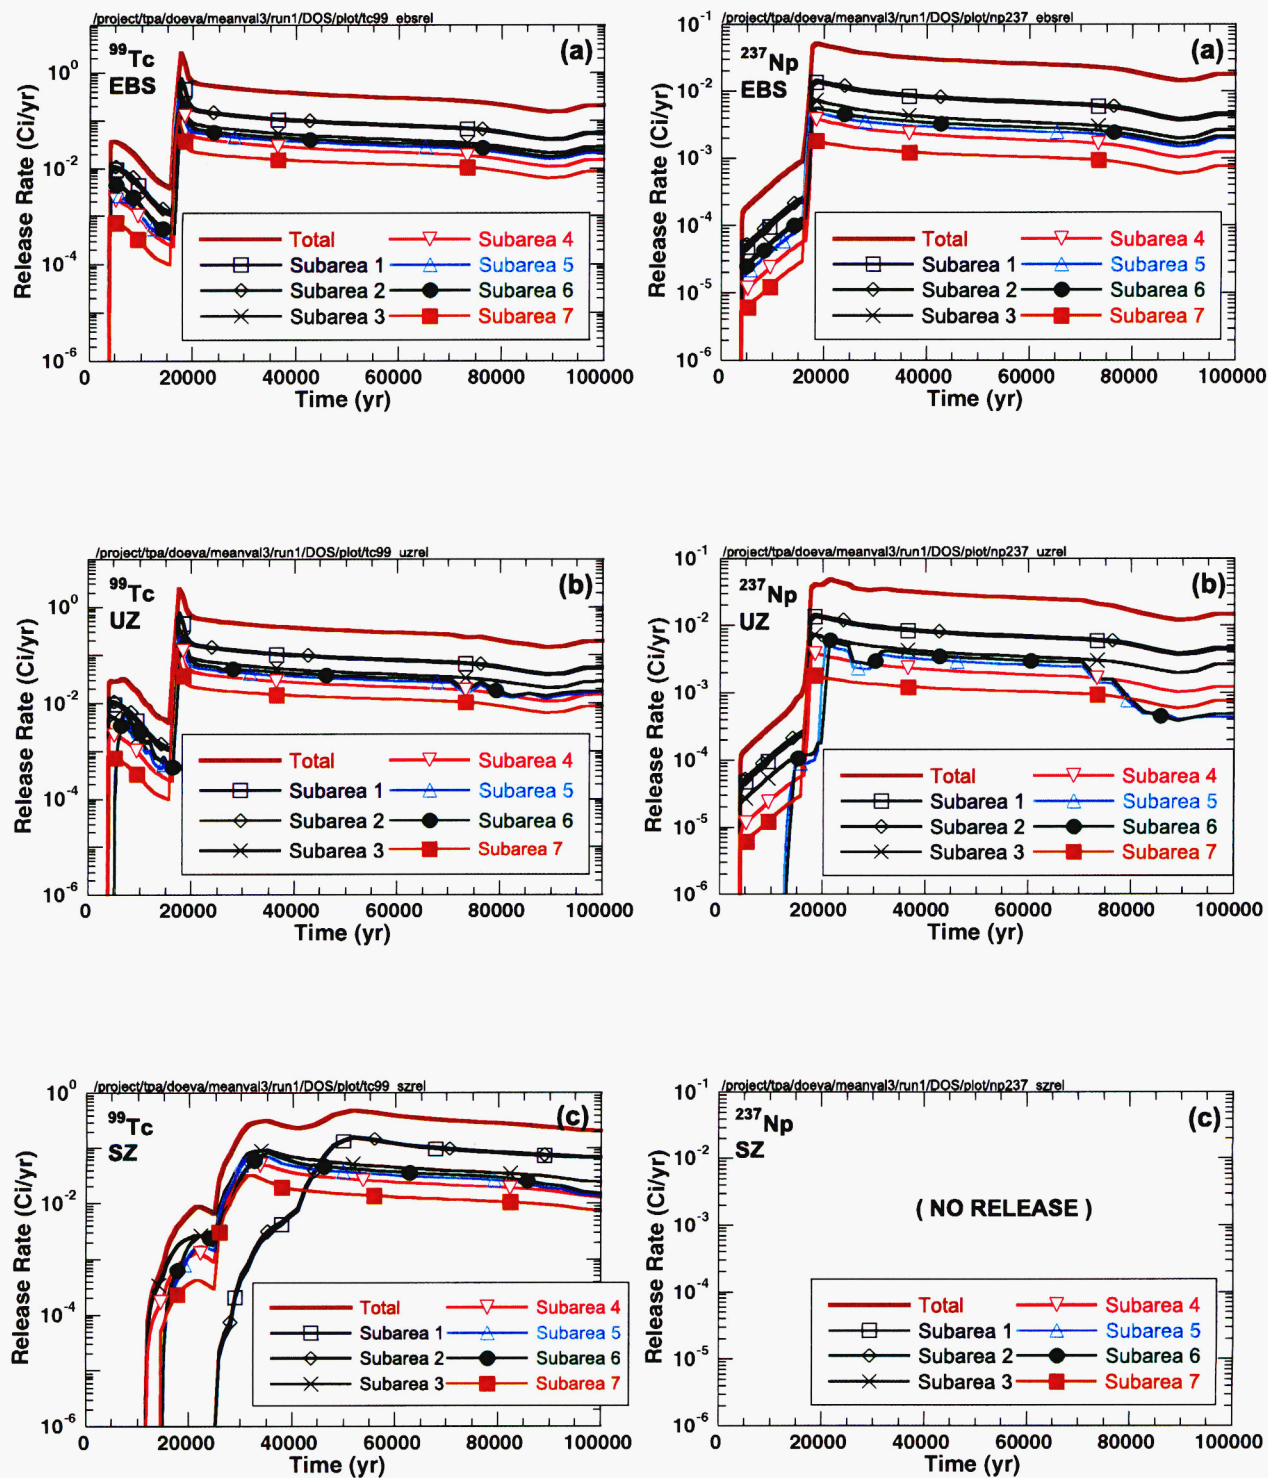 /project/tpa/doeva/meanval3/run1/DOS/plot/tc99_ebsrel
99Tc
EBS
(a)
Release Rate (Ci/yr)
10^0
10^-2
10^-4
10^-6
Total
Subarea 1
Subarea 2
Subarea 3
Subarea 4
Subarea 5
Subarea 6
Subarea 7
0 20000 40000 60000 80000 100000
Time (yr)
/project/tpa/doeva/meanval3/run1/DOS/plot/np237_ebsrel
237Np
EBS
(a)
Release Rate (Ci/yr)
10^-1
10^-2
10^-3
10^-4
10^-5
10^-6
Total
Subarea 1
Subarea 2
Subarea 3
Subarea 4
Subarea 5
Subarea 6
Subarea 7
0 20000 40000 60000 80000 100000
Time (yr)
/project/tpa/doeva/meanval3/run1/DOS/plot/tc99_uzrel
99Tc
UZ
(b)
Release Rate (Ci/yr)
10^0
10^-2
10^-4
10^-6
Total
Subarea 1
Subarea 2
Subarea 3
Subarea 4
Subarea 5
Subarea 6
Subarea 7
0 20000 40000 60000 80000 100000
Time (yr)
/project/tpa/doeva/meanval3/run1/DOS/plot/np237_uzrel
237Np
UZ
(b)
Release Rate (Ci/yr)
10^-1
10^-2
10^-3
10^-4
10^-5
10^-6
Total
Subarea 1
Subarea 2
Subarea 3
Subarea 4
Subarea 5
Subarea 6
Subarea 7
0 20000 40000 60000 80000 100000
Time (yr)
/project/tpa/doeva/meanval3/run1/DOS/plot/tc99_szrel
99Tc
SZ
(c)
Release Rate (Ci/yr)
10^0
10^-2
10^-4
10^-6
Total
Subarea 1
Subarea 2
Subarea 3
Subarea 4
Subarea 5
Subarea 6
Subarea 7
0 20000 40000 60000 80000 100000
Time (yr)
/project/tpa/doeva/meanval3/run1/DOS/plot/np237_szrel
237Np
SZ
(c)
( NO RELEASE )
Release Rate (Ci/yr)
10^-1
10^-2
10^-3
10^-4
10^-5
10^-6
Total
Subarea 1
Subarea 2
Subarea 3
Subarea 4
Subarea 5
Subarea 6
Subarea 7
0 20000 40000 60000 80000 100000
Time (yr)